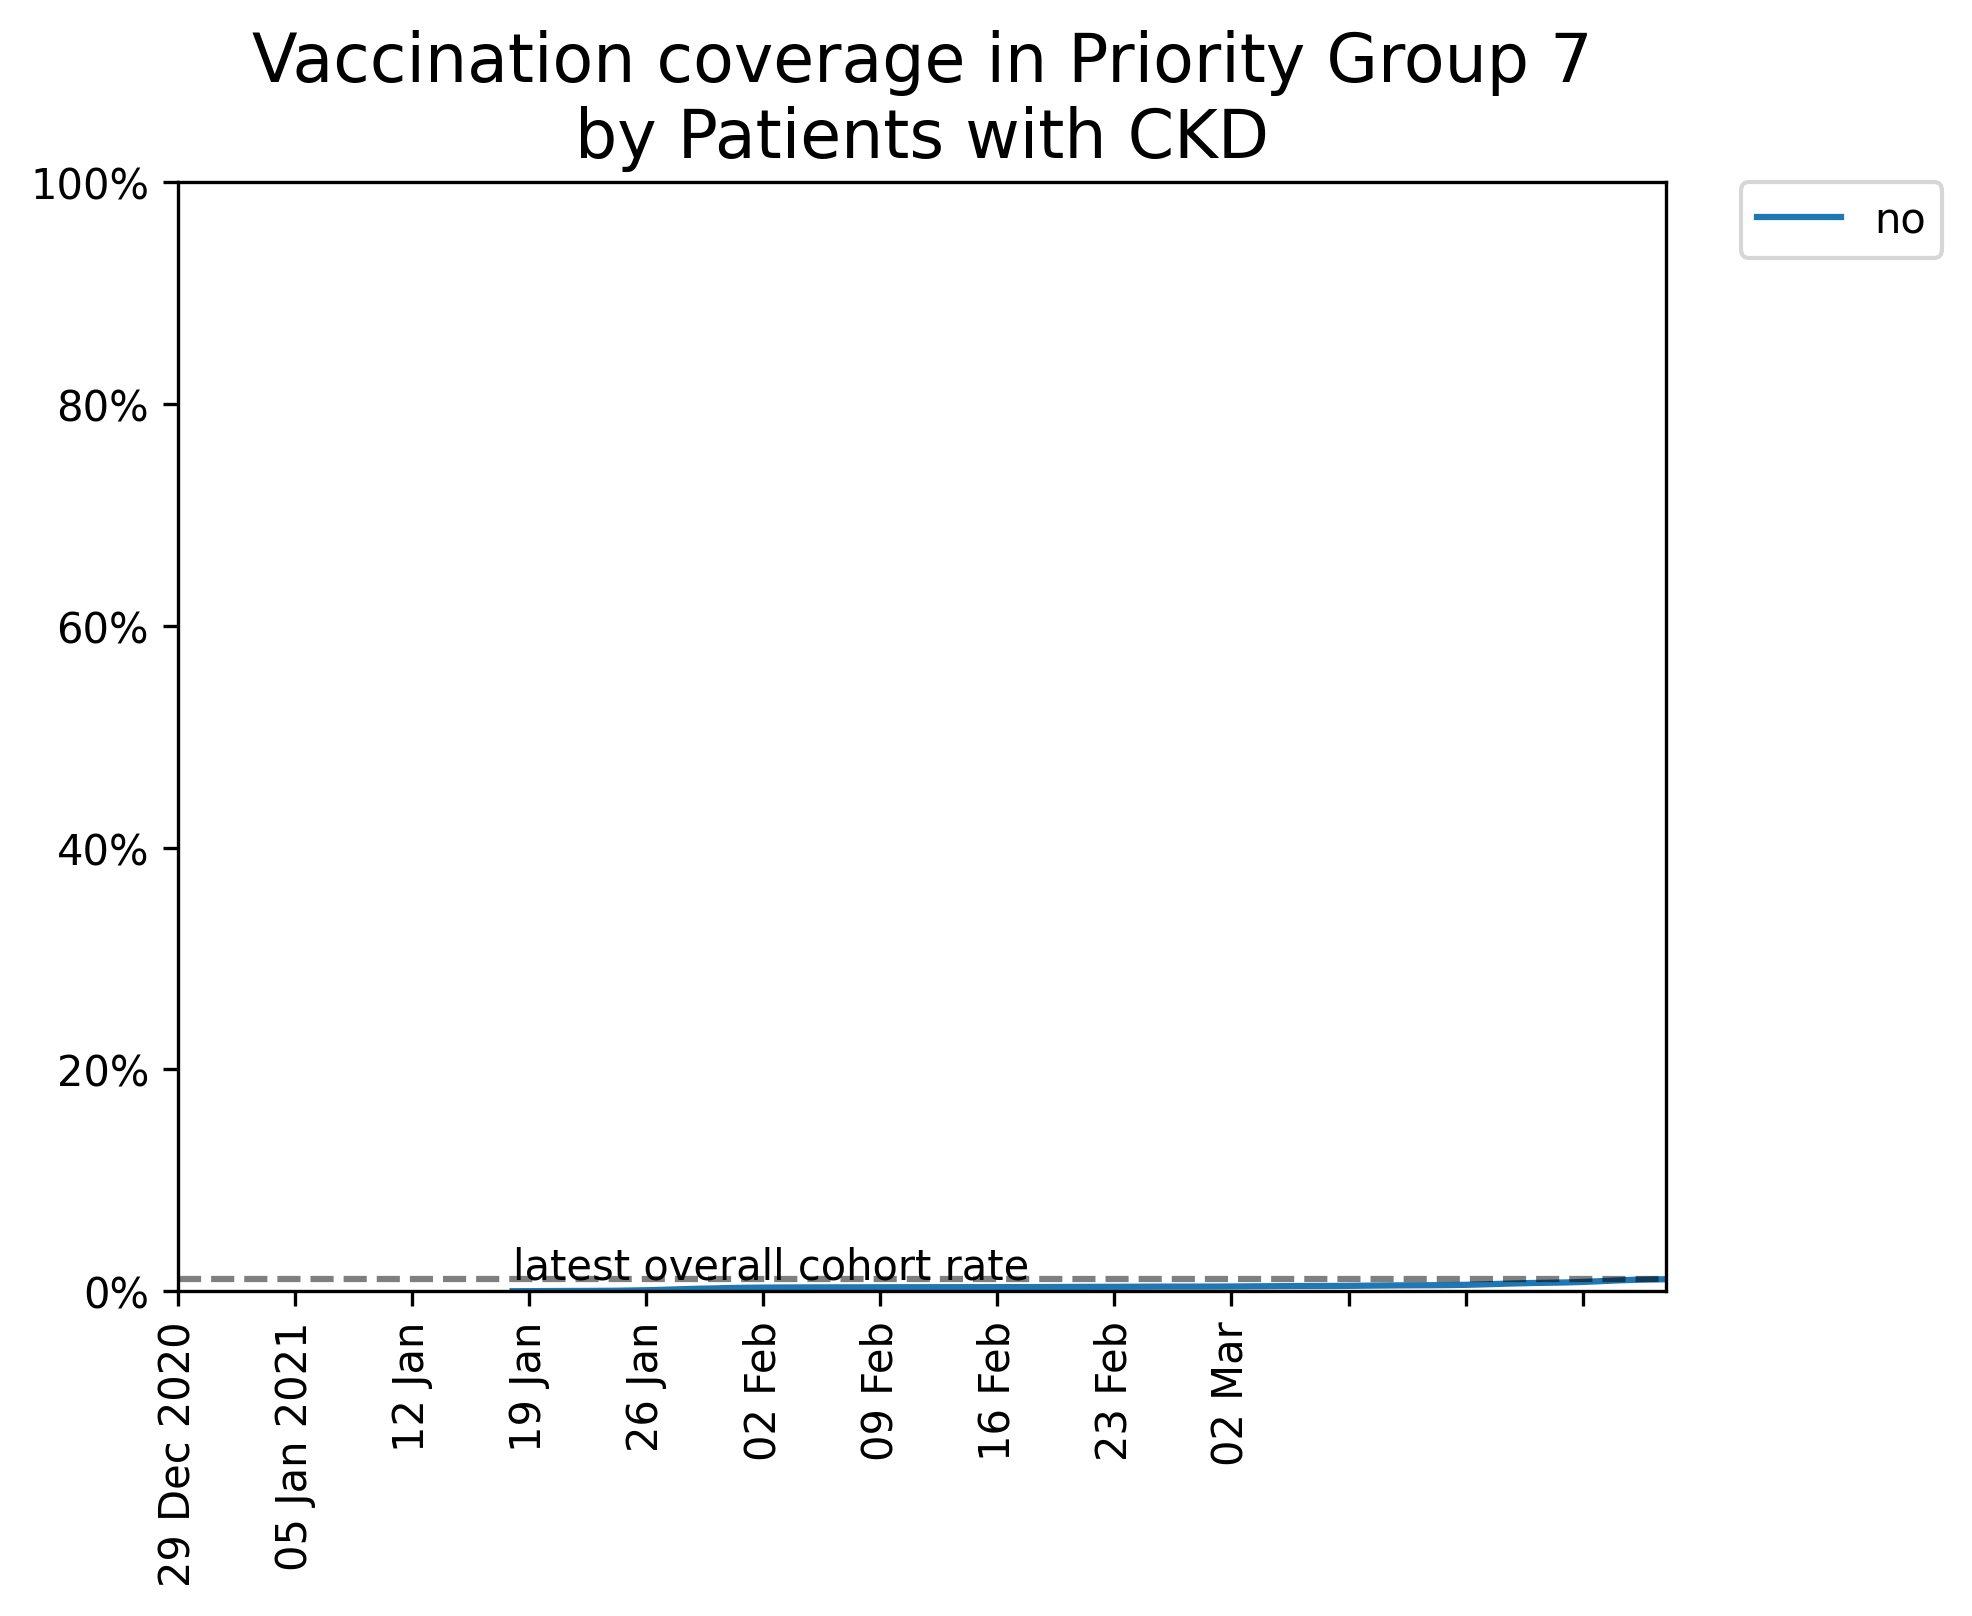 Vaccination coverage in Priority Group 7
by Patients with CKD
100%
80%
60%
40%
20%
0%
no
latest overall cohort rate
29 Dec 2020
05 Jan 2021
12 Jan
19 Jan
26 Jan
02 Feb
09 Feb
16 Feb
23 Feb
02 Mar